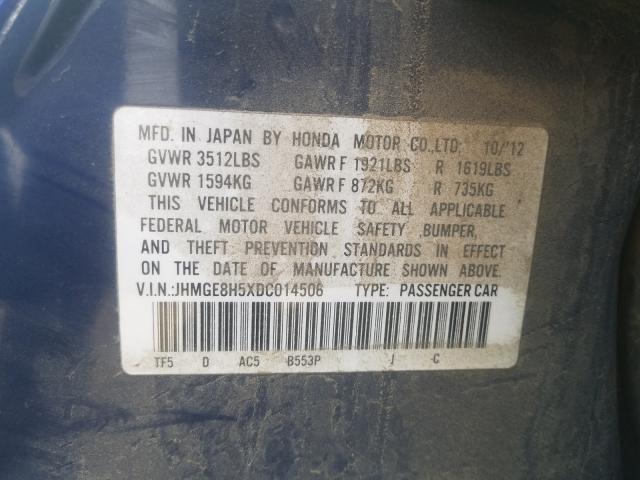 MFD. IN JAPAN BY HONDA MOTOR CO.,LTD. 10/'12
GVWR 3512LBS GAWR F 1921LBS R 1619LBS
GVWR 1594KG GAWR F 872KG R 735KG
THIS VEHICLE CONFORMS TO ALL APPLICABLE
FEDERAL MOTOR VEHICLE SAFETY ,BUMPER,
AND THEFT PREVENTION STANDARDS IN EFFECT
ON THE DATE OF MANUFACTURE SHOWN ABOVE.
V.I.N.:JHMGE8H5XDC014506 TYPE: PASSENGER CAR
TF5 D AC5 B553P J -C